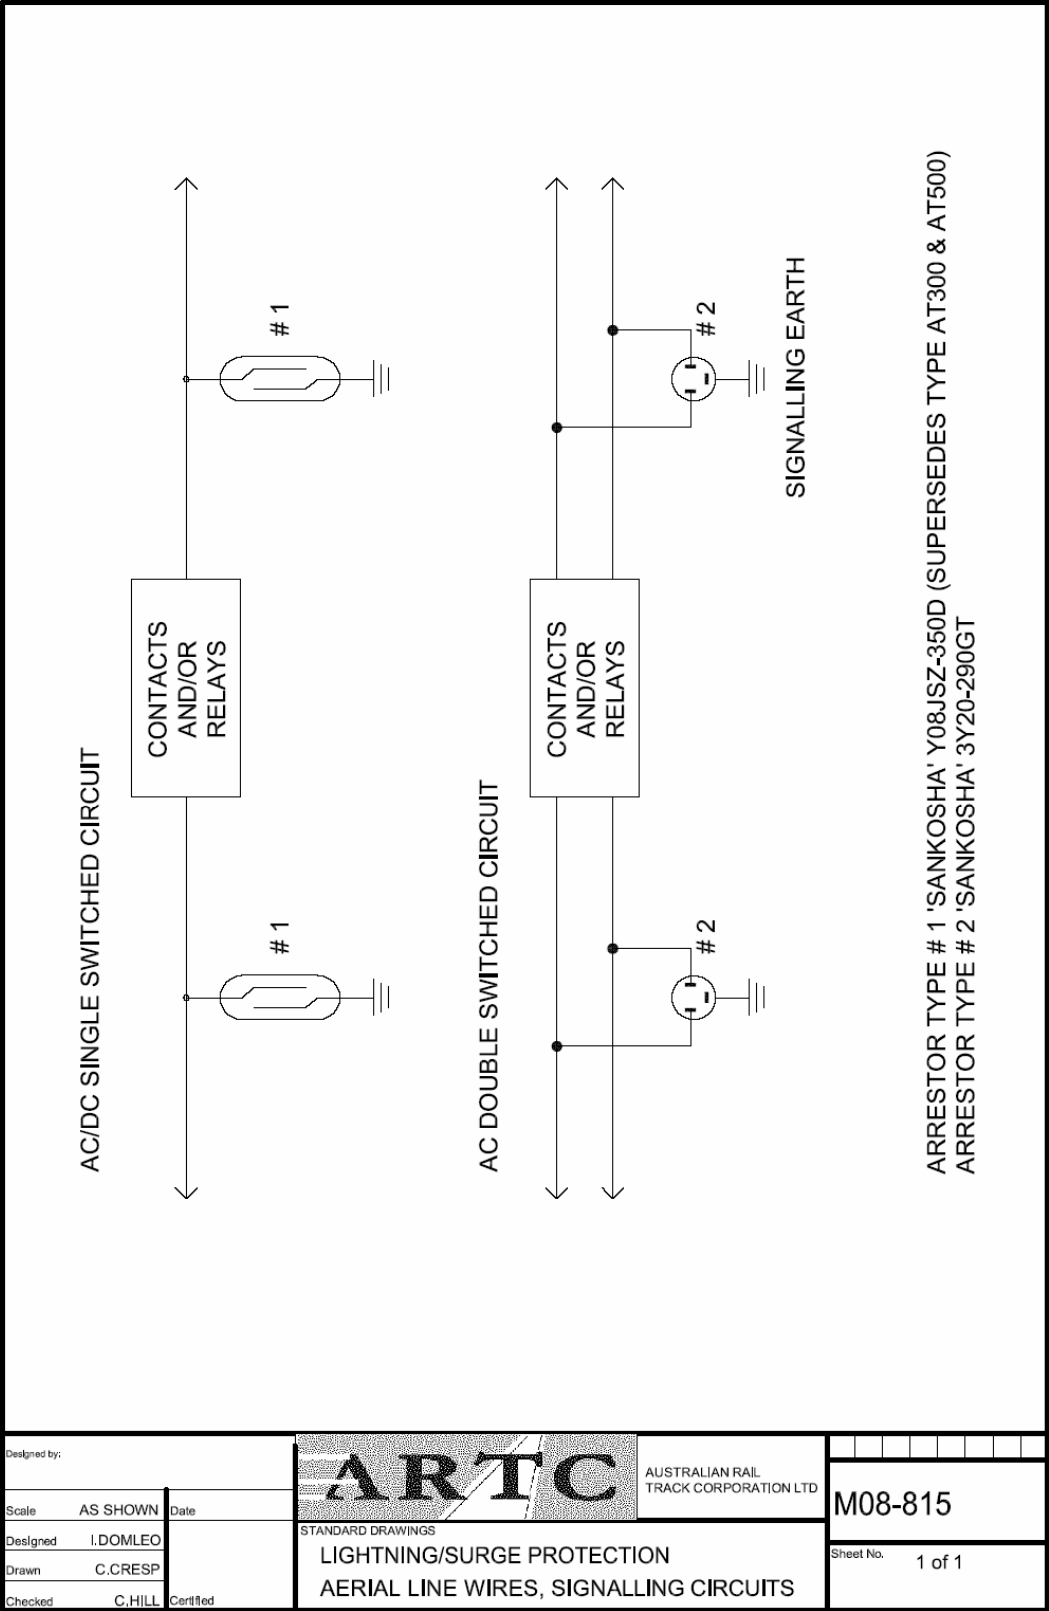 AC/DC SINGLE SWITCHED CIRCUIT
# 1
CONTACTS
AND/OR
RELAYS
# 1
AC DOUBLE SWITCHED CIRCUIT
# 2
CONTACTS
AND/OR
RELAYS
# 2
SIGNALLING EARTH
ARRESTOR TYPE # 1 'SANKOSHA' Y08JSZ-350D (SUPERSEDES TYPE AT300 & AT500)
ARRESTOR TYPE # 2 'SANKOSHA' 3Y20-290GT
Designed by:
Scale AS SHOWN Date
Designed I.DOMLEO
Drawn C.CRESP
Checked C.HILL Certified
ARTC
AUSTRALIAN RAIL
TRACK CORPORATION LTD
STANDARD DRAWINGS
LIGHTNING/SURGE PROTECTION
AERIAL LINE WIRES, SIGNALLING CIRCUITS
M08-815
Sheet No. 1 of 1